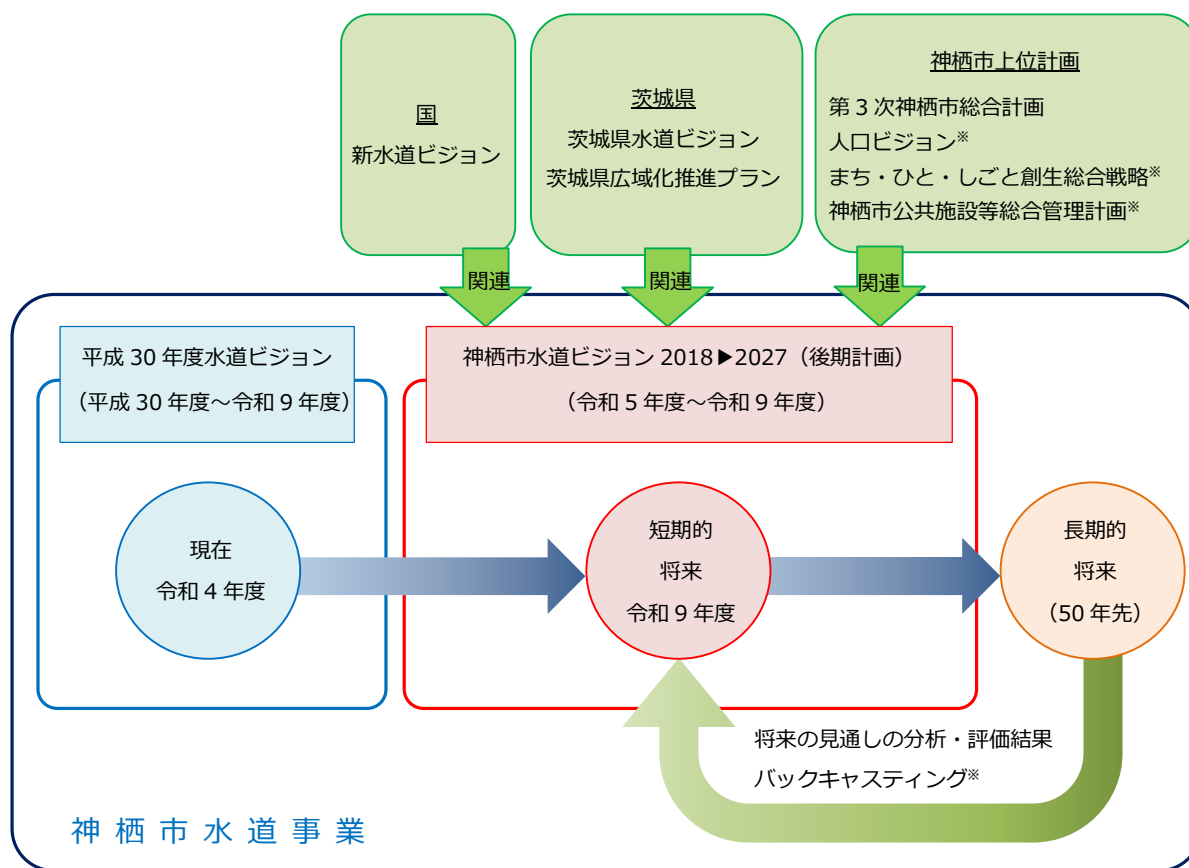 国
新水道ビジョン
茨城県
茨城県水道ビジョン
茨城県広域化推進プラン
神栖市上位計画
第3次神栖市総合計画
人口ビジョン※
まち・ひと・しごと創生総合戦略※
神栖市公共施設等総合管理計画※
関連
関連
関連
平成30年度水道ビジョン
（平成30年度～令和9年度）
神栖市水道ビジョン2018▶2027（後期計画）
（令和5年度～令和9年度）
現在
令和4年度
短期的
将来
令和9年度
長期的
将来
（50年先）
将来の見通しの分析・評価結果
バックキャスティング※
神栖市水道事業